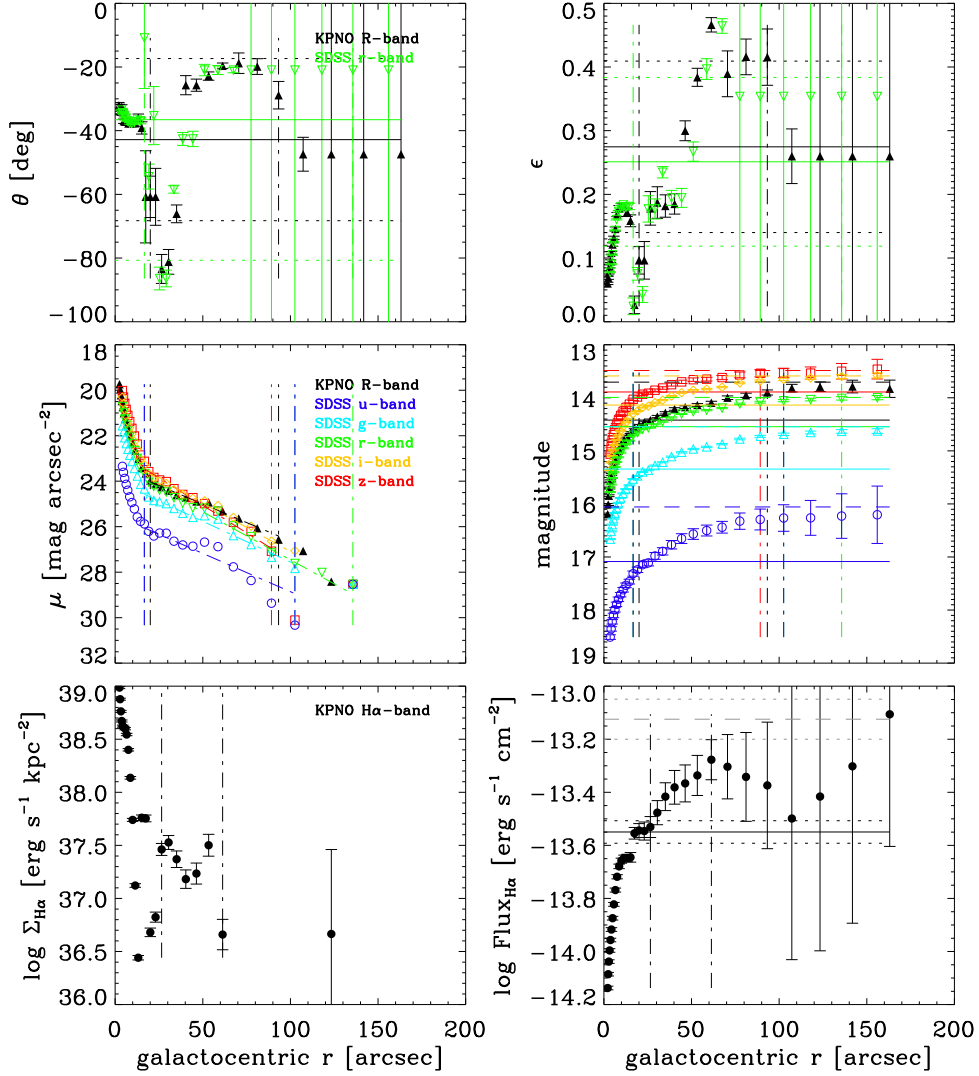 KPNO R-band
SDSS r-band
0
−20
−40
−60
−80
−100
θ [deg]
0.5
0.4
0.3
0.2
0.1
0.0
ϵ
18
20
22
24
26
28
30
32
μ [mag arcsec−2]
KPNO R-band
SDSS u-band
SDSS g-band
SDSS r-band
SDSS i-band
SDSS z-band
13
14
15
16
17
18
19
magnitude
39.0
38.5
38.0
37.5
37.0
36.5
36.0
log ΣHα [erg s−1 kpc−2]
KPNO Hα-band
0 50 100 150 200
galactocentric r [arcsec]
−13.0
−13.2
−13.4
−13.6
−13.8
−14.0
−14.2
log FluxHα [erg s−1 cm−2]
0 50 100 150 200
galactocentric r [arcsec]